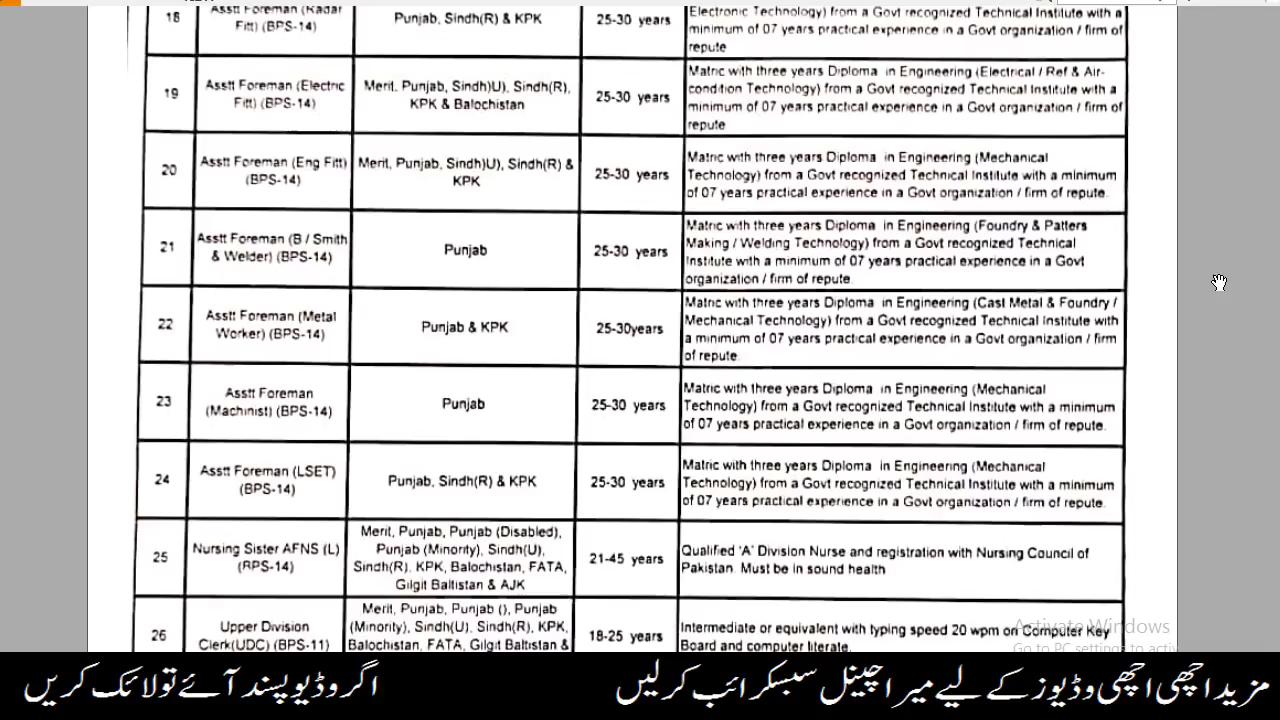 18
Asstt Foreman (Radar
Fitt) (BPS-14)
Punjab, Sindh(R) & KPK
25-30 years
Electronic Technology) from a Govt recognized Technical Institute with a
minimum of 07 years practical experience in a Govt organization / firm of
repute
19
Asstt Foreman (Electric
Fitt) (BPS-14)
Merit, Punjab, Sindh)U), Sindh(R),
KPK & Balochistan
25-30 years
Matric with three years Diploma in Engineering (Electrical / Ref & Air-
condition Technology) from a Govt recognized Technical Institute with a
minimum of 07 years practical experience in a Govt organization / firm of
repute
20
Asstt Foreman (Eng Fitt)
(BPS-14)
Merit, Punjab, Sindh)U), Sindh(R) &
KPK
25-30 years
Matric with three years Diploma in Engineering (Mechanical
Technology) from a Govt recognized Technical Institute with a minimum
of 07 years practical experience in a Govt organization / firm of repute.
21
Asstt Foreman (B / Smith
& Welder) (BPS-14)
Punjab
25-30 years
Matric with three years Diploma in Engineering (Foundry & Patters
Making / Welding Technology) from a Govt recognized Technical
Institute with a minimum of 07 years practical experience in a Govt
organization / firm of repute.
22
Asstt Foreman (Metal
Worker) (BPS-14)
Punjab & KPK
25-30years
Matric with three years Diploma in Engineering (Cast Metal & Foundry /
Mechanical Technology) from a Govt recognized Technical Institute with
a minimum of 07 years practical experience in a Govt organization / firm
of repute.
23
Asstt Foreman
(Machinist) (BPS-14)
Punjab
25-30 years
Matric with three years Diploma in Engineering (Mechanical
Technology) from a Govt recognized Technical Institute with a minimum
of 07 years practical experience in a Govt organization / firm of repute.
24
Asstt Foreman (LSET)
(BPS-14)
Punjab, Sindh(R) & KPK
25-30 years
Matric with three years Diploma in Engineering (Mechanical
Technology) from a Govt recognized Technical Institute with a minimum
of 07 years practical experience in a Govt organization / firm of repute.
25
Nursing Sister AFNS (L)
(BPS-14)
Merit, Punjab, Punjab (Disabled),
Punjab (Minority), Sindh(U),
Sindh(R), KPK, Balochistan, FATA,
Gilgit Baltistan & AJK
21-45 years
Qualified 'A' Division Nurse and registration with Nursing Council of
Pakistan. Must be in sound health
26
Upper Division
Clerk(UDC) (BPS-11)
Merit, Punjab, Punjab (), Punjab
(Minority), Sindh(U), Sindh(R), KPK,
Balochistan, FATA, Gilgit Baltistan &
18-25 years
Intermediate or equivalent with typing speed 20 wpm on Computer Key
Board and computer literate.
Activate Windows
Go to PC settings to activ
مزید اچھی اچھی وڈیوز کے لیے میرا چینل سبسکرائب کر لیں
اگر وڈیو پسند آئے تو لائک کریں